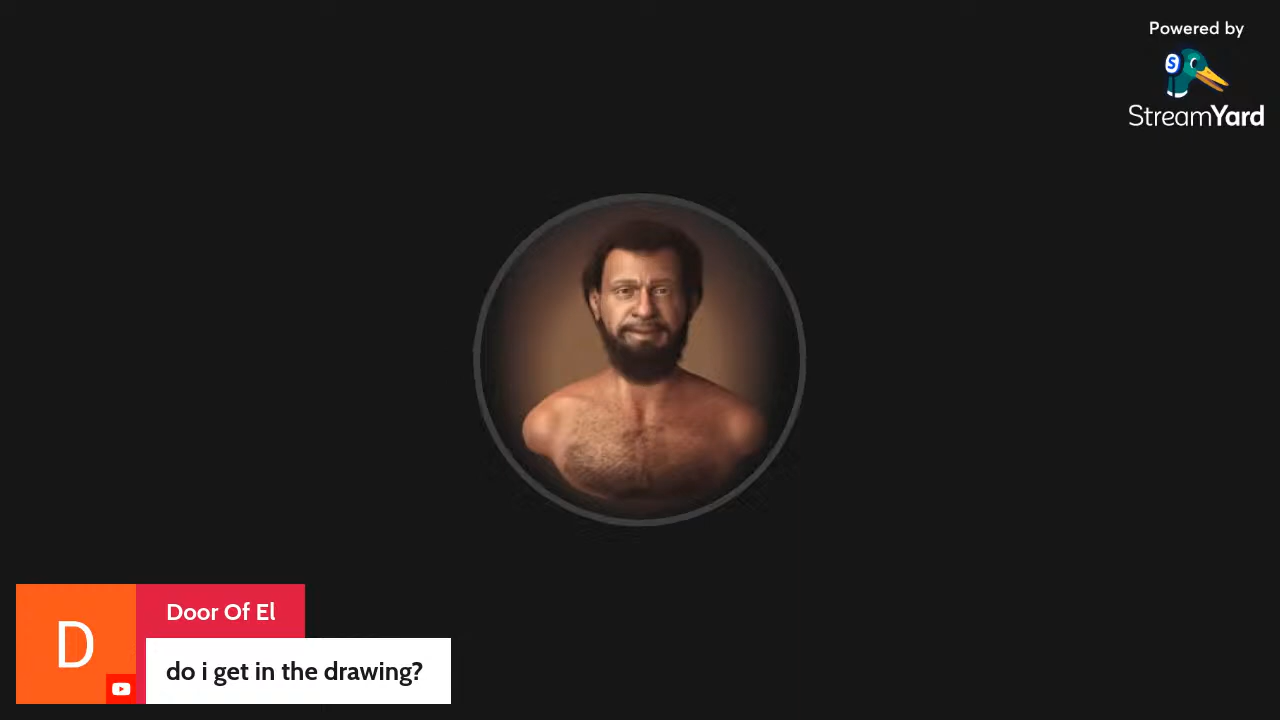 Powered by
S
StreamYard
D
Door Of El
do i get in the drawing?